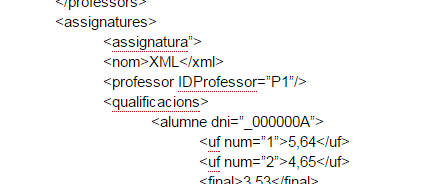 </professors>
<assignatures>
<assignatura”>
<nom>XML</xml>
<professor IDProfessor=”P1”/>
<qualificacions>
<alumne dni=”_000000A”>
<uf num=”1”>5,64</uf>
<uf num=”2”>4,65</uf>
<final>3,53</final>